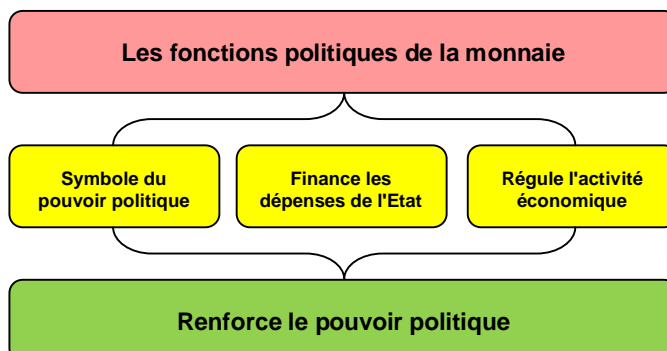 Les fonctions politiques de la monnaie
Symbole du
pouvoir politique
Finance les
dépenses de l'Etat
Régule l'activité
économique
Renforce le pouvoir politique